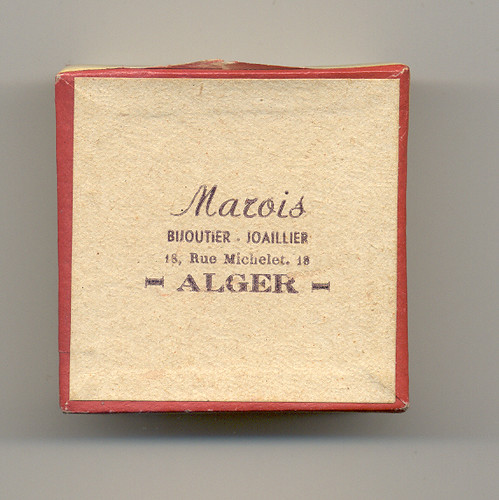 Marois
BIJOUTIER - JOAILLIER
18, Rue Michelet. 18
- ALGER -